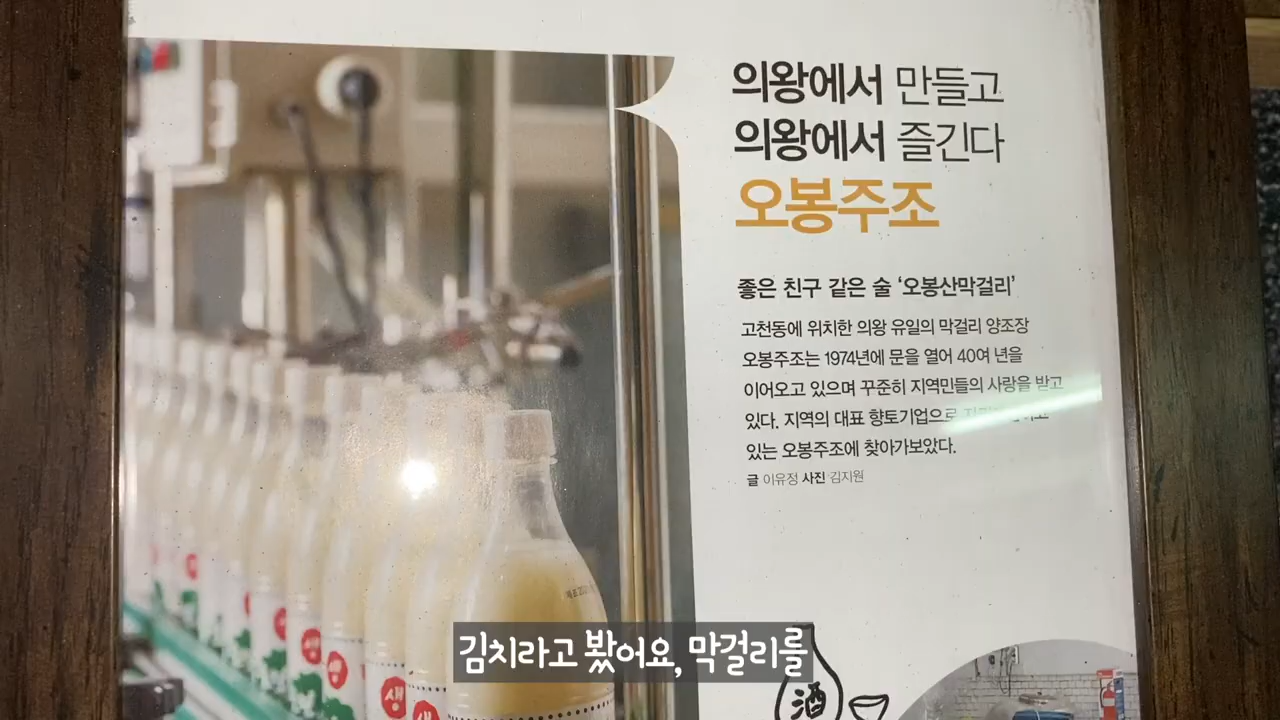 의왕에서 만들고
의왕에서 즐긴다
오봉주조
좋은 친구 같은 술 ‘오봉산막걸리’
고천동에 위치한 의왕 유일의 막걸리 양조장
오봉주조는 1974년에 문을 열어 40여 년을
이어오고 있으며 꾸준히 지역민들의 사랑을 받고
있다. 지역의 대표 향토기업으로
있는 오봉주조에 찾아가보았다.
글 이유정 사진 김지원
생
생
생
생
酒
김치라고 봤어요, 막걸리를